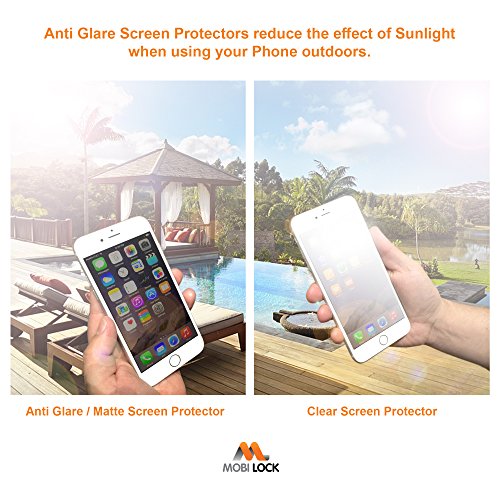 Anti Glare Screen Protectors reduce the effect of Sunlight
when using your Phone outdoors.
Anti Glare / Matte Screen Protector
Clear Screen Protector
MOBI LOCK